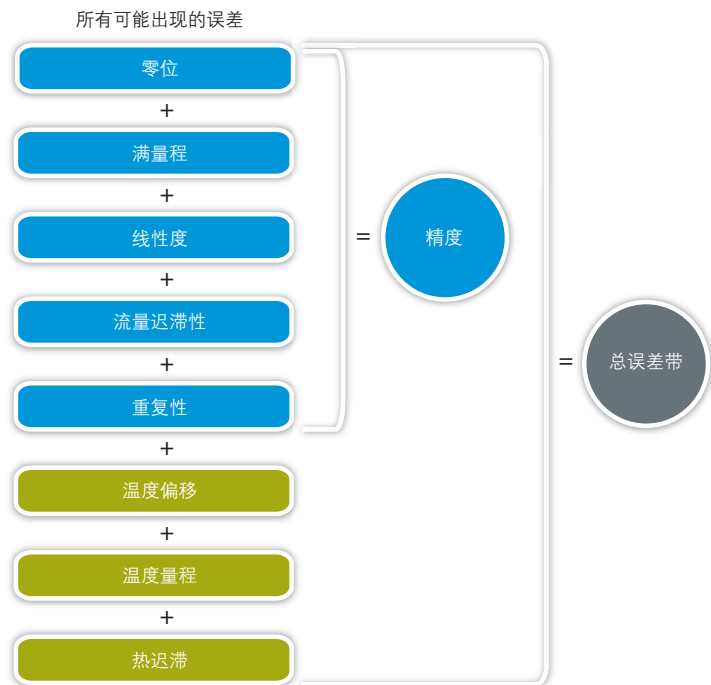 所有可能出现的误差
零位
+
满量程
+
线性度
+
流量迟滞性
+
重复性
+
温度偏移
+
温度量程
+
热迟滞
=
精度
=
总误差带